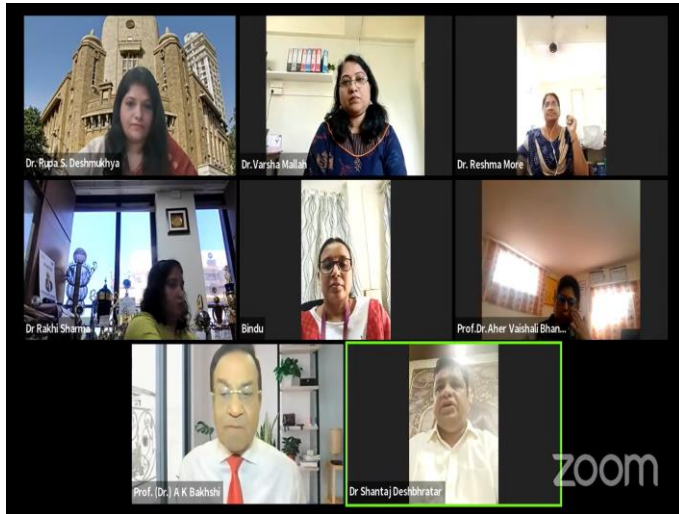 Dr. Rupa S. Deshmukhya
Dr.Varsha Mallah
Dr. Reshma More
Dr Rakhi Sharma
Bindu
Prof.Dr.Aher Vaishali Bhan...
Prof. (Dr.) A K Bakhshi
Dr Shantaj Deshbhratar
zoom